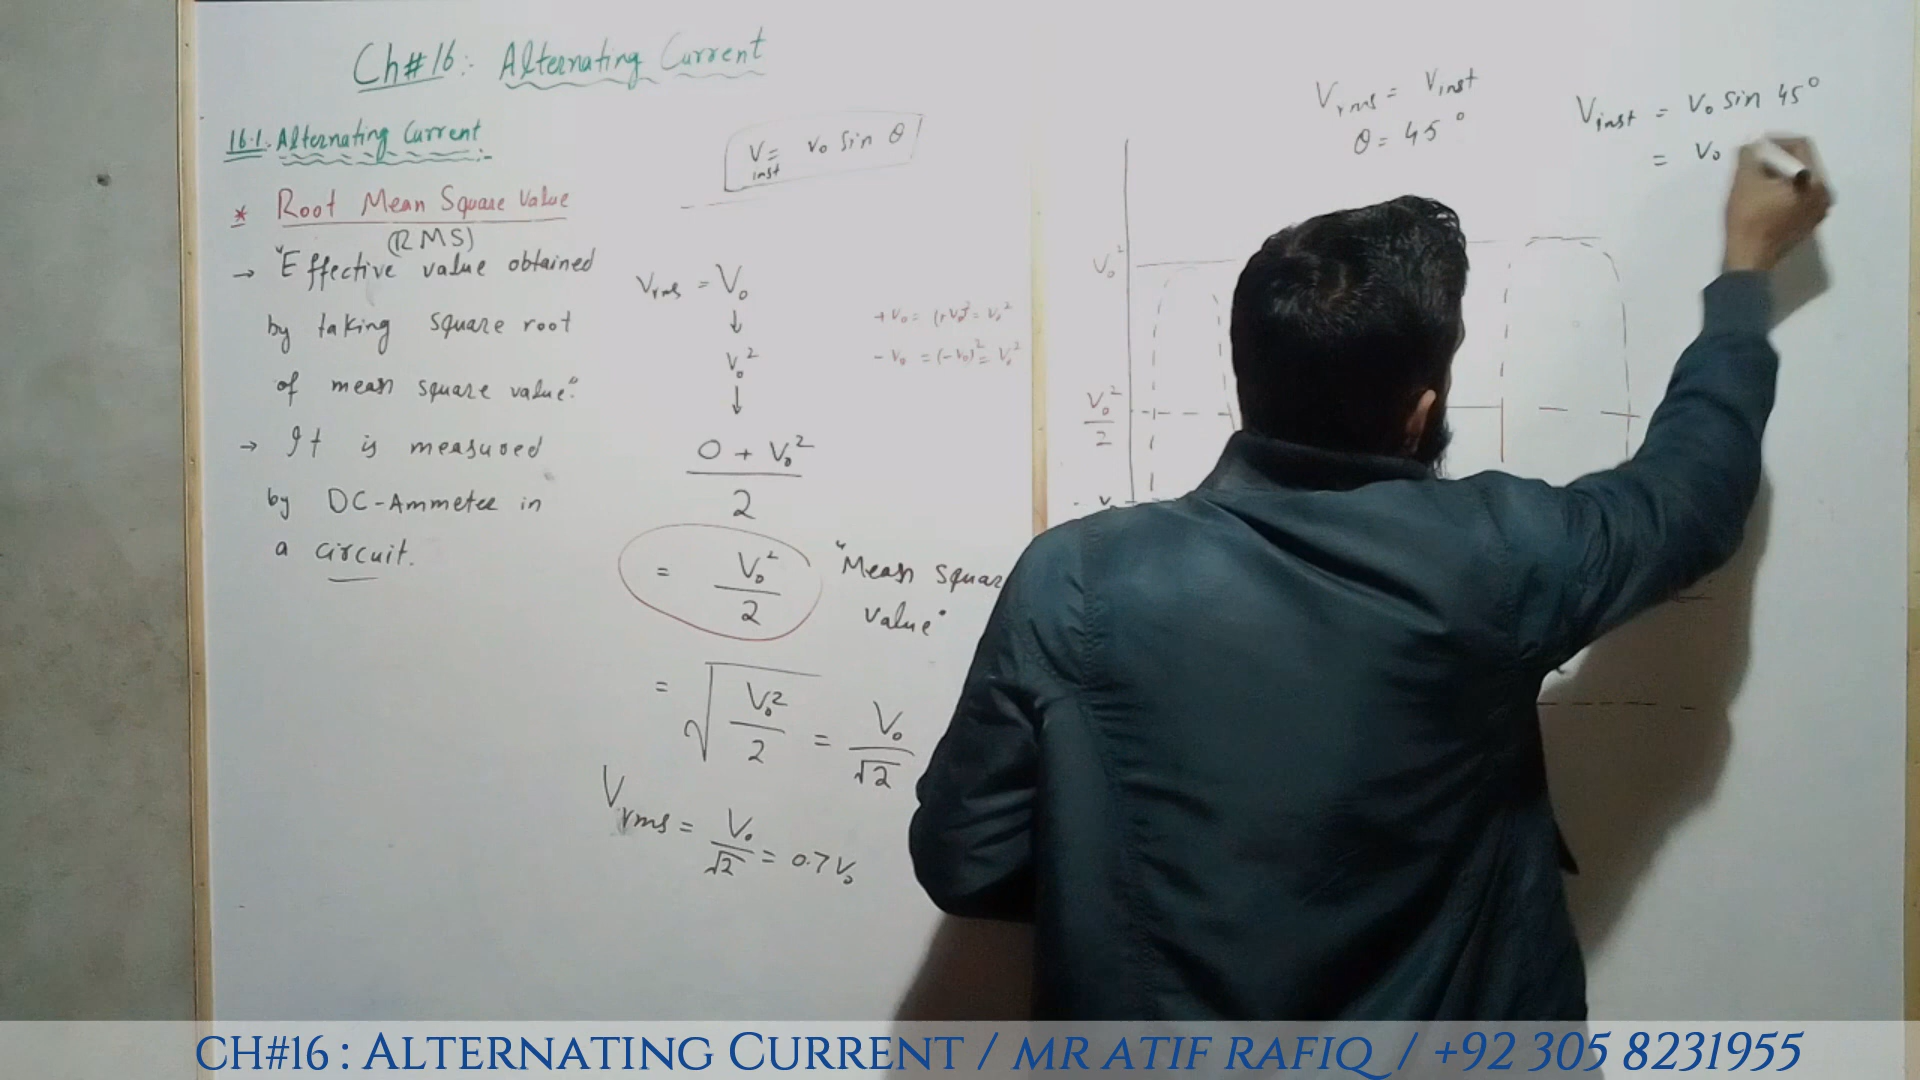 Ch#16: Alternating Current
16.1: Alternating Current
* Root Mean Square Value
(RMS)
→ "Effective value obtained
by taking square root
of mean square value"
→ It is measured
by DC-Ammeter in
a circuit.
V inst = V₀ Sin θ
Vrms = V₀
↓
V₀²
↓
0 + V₀²
2
= V₀²/2
"Mean Squar
Value"
= √(V₀²/2) = V₀/√2
Vrms = V₀/√2 = 0.7 V₀
+V₀ = (+V₀)² = V₀²
-V₀ = (-V₀)² = V₀²
Vrms = Vinst
θ = 45°
Vinst = V₀ Sin 45°
= V₀
V₀²
V₀²/2
CH#16 : ALTERNATING CURRENT / MR ATIF RAFIQ / +92 305 8231955